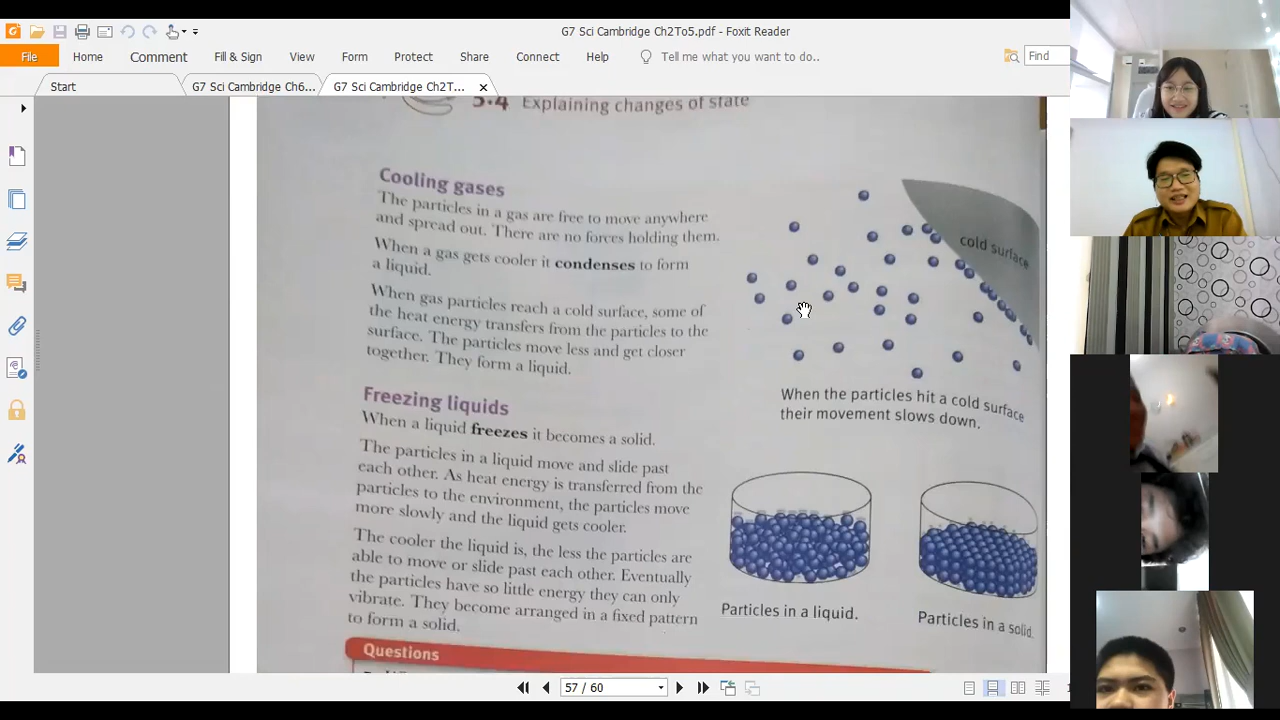 G7 Sci Cambridge Ch2To5.pdf - Foxit Reader
File Home Comment Fill & Sign View Form Protect Share Connect Help Tell me what you want to do.. Find
Start G7 Sci Cambridge Ch6... G7 Sci Cambridge Ch2T...
5.4 Explaining changes of state
Cooling gases
The particles in a gas are free to move anywhere
and spread out. There are no forces holding them.
When a gas gets cooler it condenses to form
a liquid.
When gas particles reach a cold surface, some of
the heat energy transfers from the particles to the
surface. The particles move less and get closer
together. They form a liquid.
cold surface
When the particles hit a cold surface
their movement slows down.
Freezing liquids
When a liquid freezes it becomes a solid.
The particles in a liquid move and slide past
each other. As heat energy is transferred from the
particles to the environment, the particles move
more slowly and the liquid gets cooler.
The cooler the liquid is, the less the particles are
able to move or slide past each other. Eventually
the particles have so little energy they can only
vibrate. They become arranged in a fixed pattern
to form a solid.
Particles in a liquid.
Particles in a solid.
Questions
57 / 60